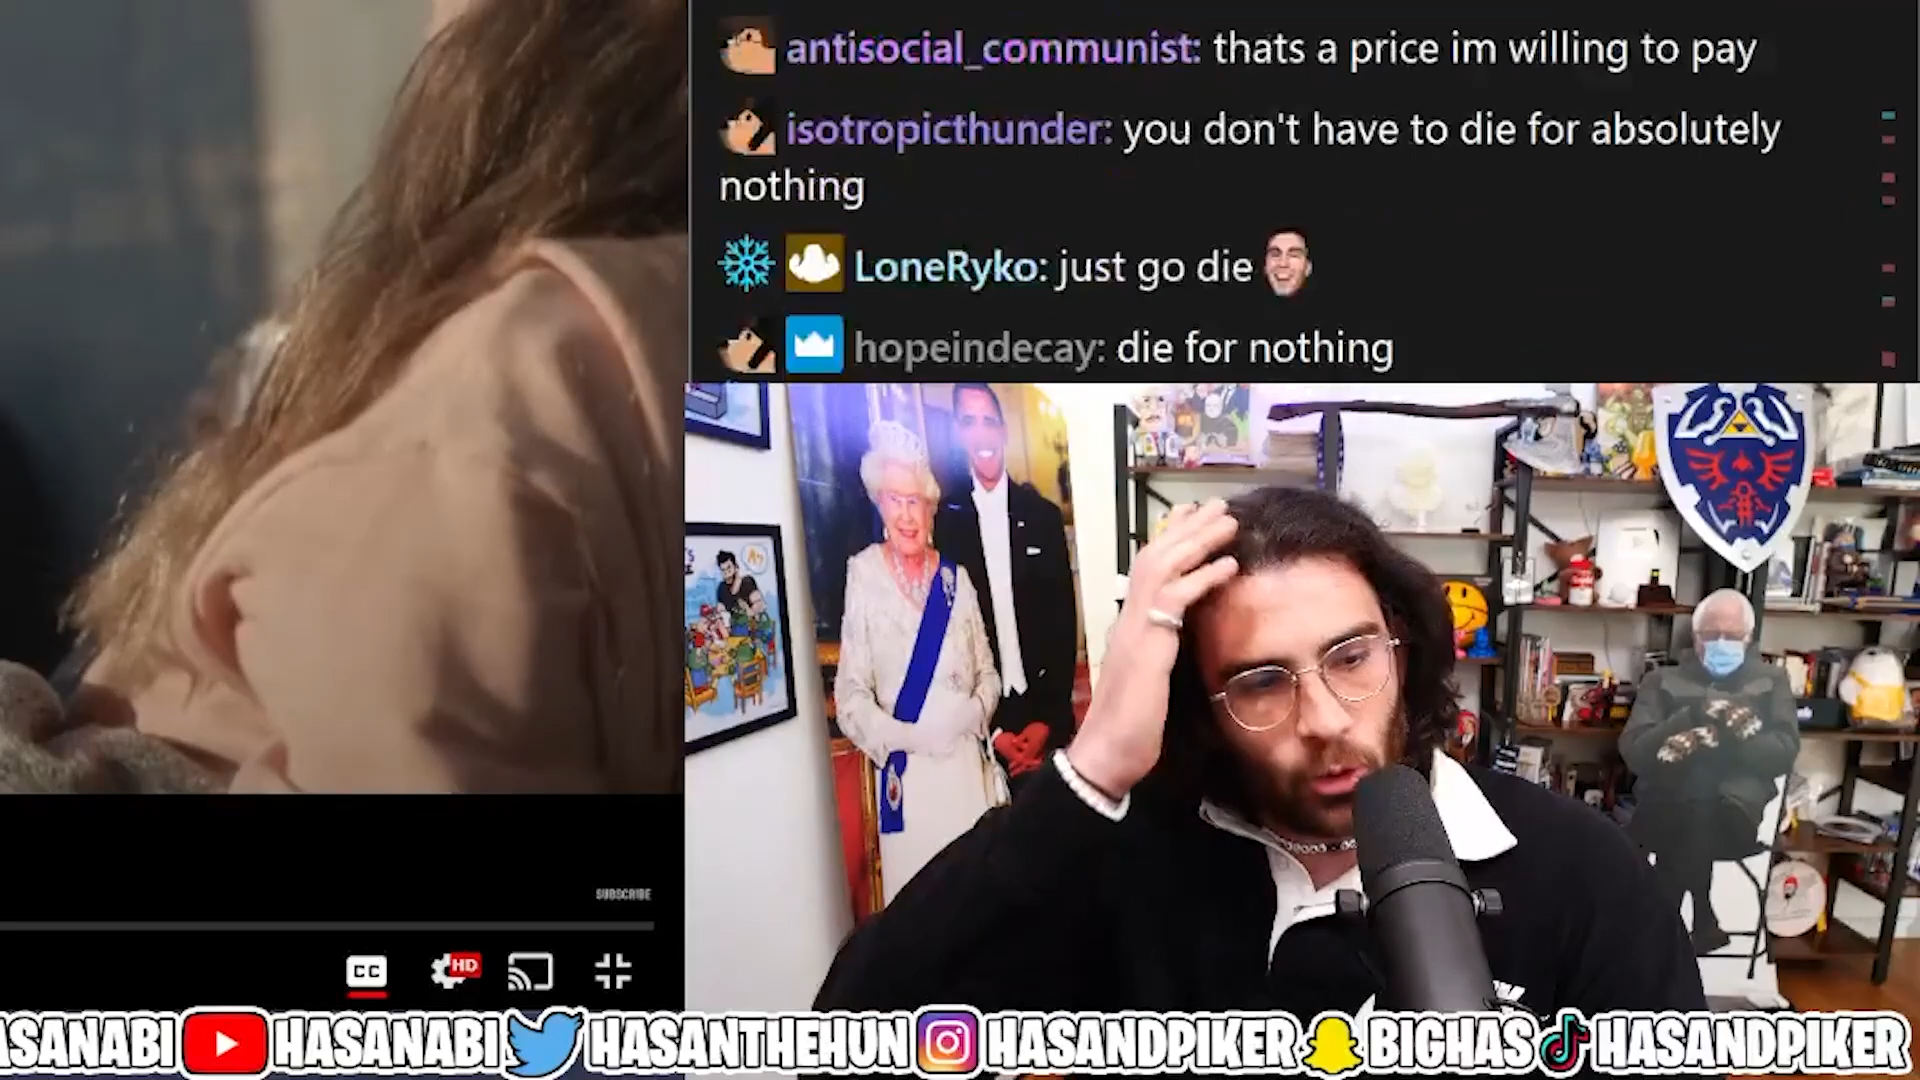 antisocial_communist: thats a price im willing to pay
isotropicthunder: you don't have to die for absolutely
nothing
LoneRyko: just go die
hopeindecay: die for nothing
A+
SUBSCRIBE
CC
HD
ASANABI HASANABI HASANTHEHUN HASANDPIKER BIGHAS HASANDPIKER